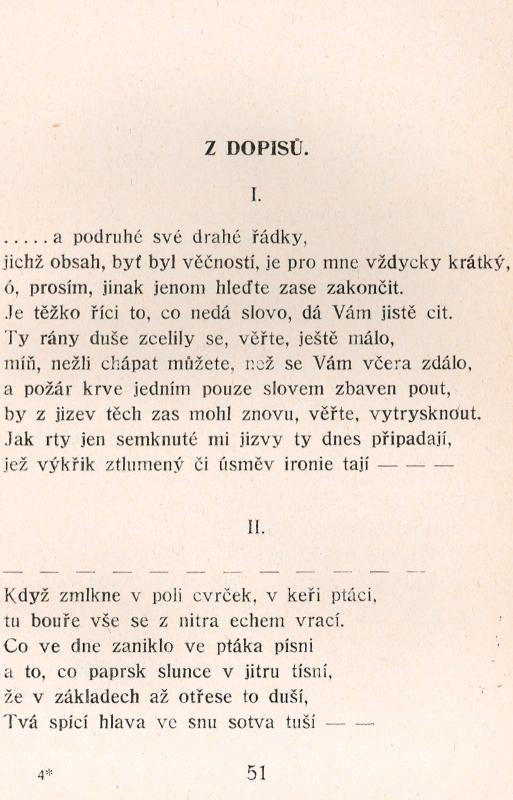 Z DOPISŮ.
I.
.....a podruhé své drahé řádky,
jichž obsah, byť byl věčností, je pro mne vždycky krátký,
ó, prosím, jinak jenom hleďte zase zakončit.
Je těžko říci to, co nedá slovo, dá Vám jistě cit.
Ty rány duše zcelily se, věřte, ještě málo,
míň, nežli chápat můžete, než se Vám včera zdálo,
a požár krve jedním pouze slovem zbaven pout,
by z jizev těch zas mohl znovu, věřte, vytrysknout.
Jak rty jen semknuté mi jizvy ty dnes připadají,
jež výkřik ztlumený či úsměv ironie tají — — —
II.
— — — — — — — — — — — — — — — —
Když zmlkne v poli cvrček, v keři ptáci,
tu bouře vše se z nitra echem vrací.
Co ve dne zaniklo ve ptáka písni
a to, co paprsk slunce v jitru tísní,
že v základech až otřese to duší,
Tvá spící hlava ve snu sotva tuší — —
4*
51